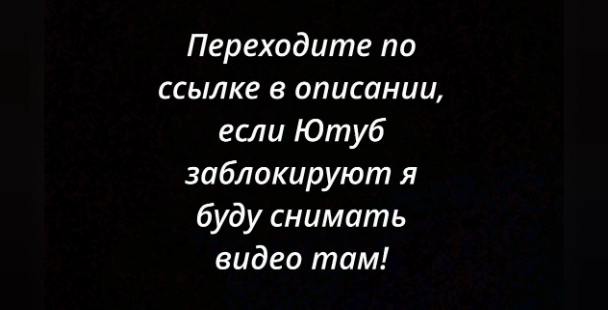 Переходите по
ссылке в описании,
если Ютуб
заблокируют я
буду снимать
видео там!